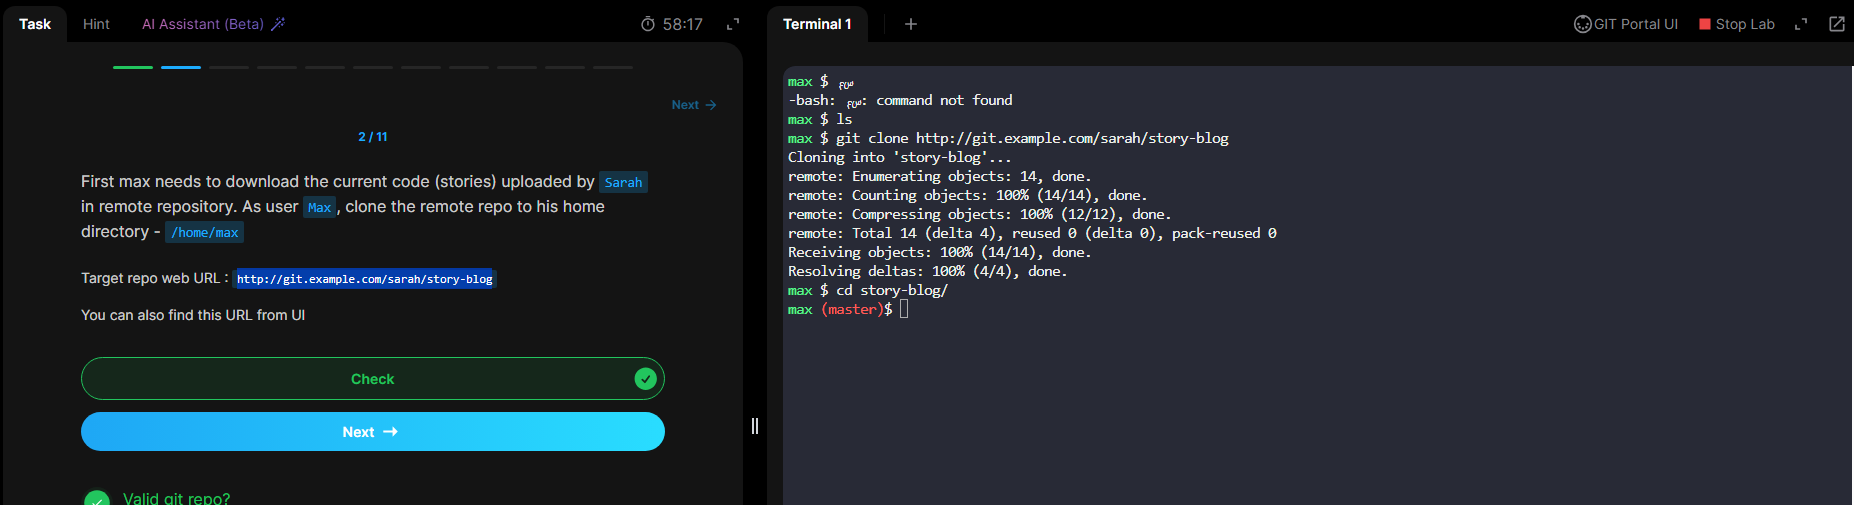 Task Hint AI Assistant (Beta) 58:17
Next →
2 / 11
First max needs to download the current code (stories) uploaded by Sarah
in remote repository. As user Max, clone the remote repo to his home
directory - /home/max
Target repo web URL : http://git.example.com/sarah/story-blog
You can also find this URL from UI
Check
Next →
Valid git repo?
Terminal 1 + GIT Portal UI Stop Lab
max $
-bash: : command not found
max $ ls
max $ git clone http://git.example.com/sarah/story-blog
Cloning into 'story-blog'...
remote: Enumerating objects: 14, done.
remote: Counting objects: 100% (14/14), done.
remote: Compressing objects: 100% (12/12), done.
remote: Total 14 (delta 4), reused 0 (delta 0), pack-reused 0
Receiving objects: 100% (14/14), done.
Resolving deltas: 100% (4/4), done.
max $ cd story-blog/
max (master)$